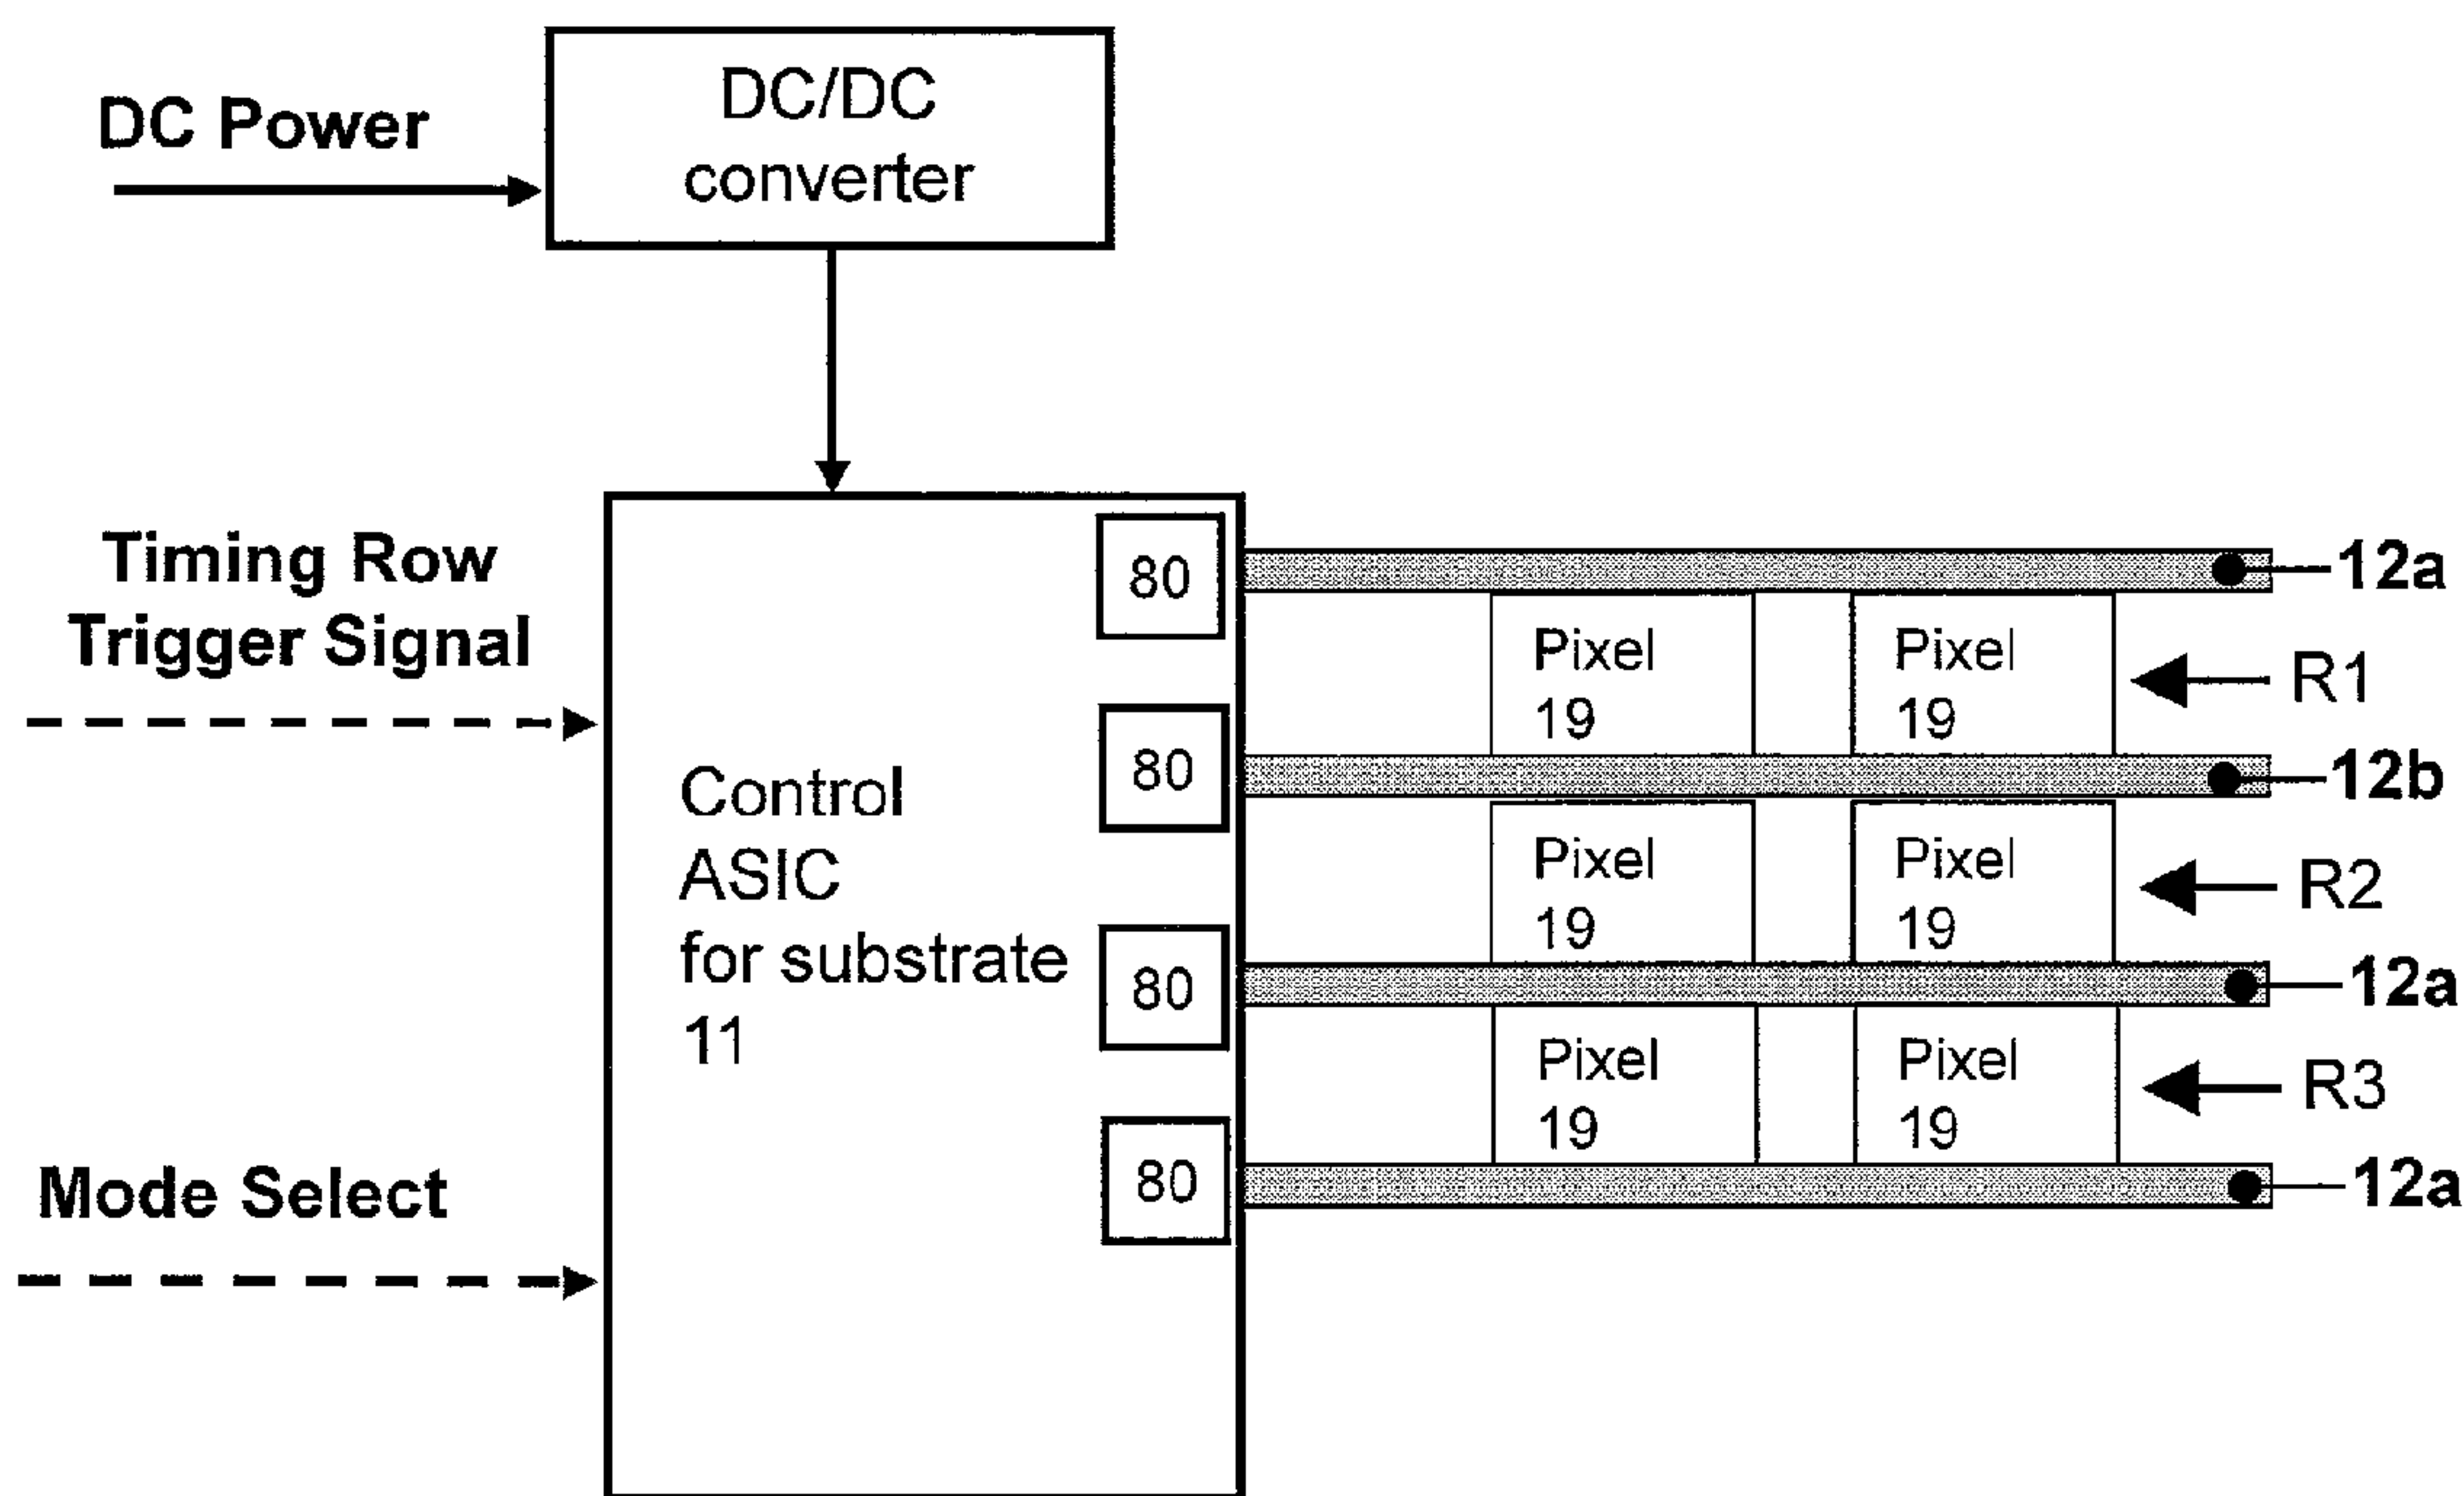 DC Power
DC/DC
converter
Timing Row
Trigger Signal
Mode Select
Control
ASIC
for substrate
11
80
80
80
80
12a
Pixel
19
Pixel
19
R1
12b
Pixel
19
Pixel
19
R2
12a
Pixel
19
Pixel
19
R3
12a